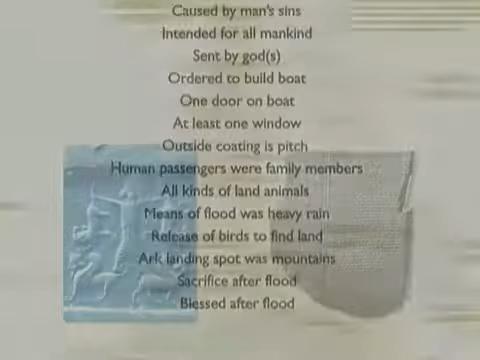 Caused by man's sins
Intended for all mankind
Sent by god(s)
Ordered to build boat
One door on boat
At least one window
Outside coating is pitch
Human passengers were family members
All kinds of land animals
Means of flood was heavy rain
Release of birds to find land
Ark landing spot was mountains
Sacrifice after flood
Blessed after flood